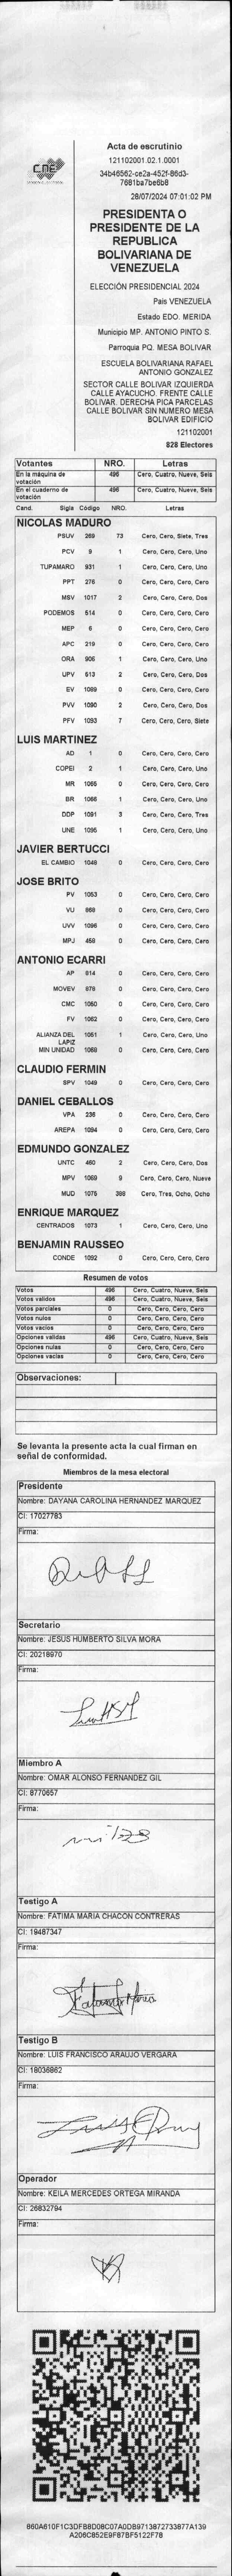 CNE
Acta de escrutinio
121102001.02.1.0001
34b46562-ce2a-452f-86d3-
7681ba7be6b8
28/07/2024 07:01:02 PM
PRESIDENTA O
PRESIDENTE DE LA
REPUBLICA
BOLIVARIANA DE
VENEZUELA
ELECCIÓN PRESIDENCIAL 2024
Pais VENEZUELA
Estado EDO. MERIDA
Municipio MP. ANTONIO PINTO S.
Parroquia PQ. MESA BOLIVAR
ESCUELA BOLIVARIANA RAFAEL
ANTONIO GONZALEZ
SECTOR CALLE BOLIVAR IZQUIERDA
CALLE AYACUCHO. FRENTE CALLE
BOLIVAR. DERECHA PICA PARCELAS
CALLE BOLIVAR SIN NUMERO MESA
BOLIVAR EDIFICIO
121102001
828 Electores
Votantes NRO. Letras
En la máquina de votación 496 Cero, Cuatro, Nueve, Seis
En el cuaderno de votación 496 Cero, Cuatro, Nueve, Seis
Cand. Sigla Código NRO. Letras
NICOLAS MADURO
PSUV 269 73 Cero, Cero, Siete, Tres
PCV 9 1 Cero, Cero, Cero, Uno
TUPAMARO 931 1 Cero, Cero, Cero, Uno
PPT 276 0 Cero, Cero, Cero, Cero
MSV 1017 2 Cero, Cero, Cero, Dos
PODEMOS 514 0 Cero, Cero, Cero, Cero
MEP 6 0 Cero, Cero, Cero, Cero
APC 219 0 Cero, Cero, Cero, Cero
ORA 906 1 Cero, Cero, Cero, Uno
UPV 513 2 Cero, Cero, Cero, Dos
EV 1089 0 Cero, Cero, Cero, Cero
PVV 1090 2 Cero, Cero, Cero, Dos
PFV 1093 7 Cero, Cero, Cero, Siete
LUIS MARTINEZ
AD 1 0 Cero, Cero, Cero, Cero
COPEI 2 1 Cero, Cero, Cero, Uno
MR 1065 0 Cero, Cero, Cero, Cero
BR 1066 1 Cero, Cero, Cero, Uno
DDP 1091 3 Cero, Cero, Cero, Tres
UNE 1095 1 Cero, Cero, Cero, Uno
JAVIER BERTUCCI
EL CAMBIO 1048 0 Cero, Cero, Cero, Cero
JOSE BRITO
PV 1053 0 Cero, Cero, Cero, Cero
VU 868 0 Cero, Cero, Cero, Cero
UVV 1096 0 Cero, Cero, Cero, Cero
MPJ 459 0 Cero, Cero, Cero, Cero
ANTONIO ECARRI
AP 814 0 Cero, Cero, Cero, Cero
MOVEV 878 0 Cero, Cero, Cero, Cero
CMC 1050 0 Cero, Cero, Cero, Cero
FV 1062 0 Cero, Cero, Cero, Cero
ALIANZA DEL 1051 1 Cero, Cero, Cero, Uno
LAPIZ
MIN UNIDAD 1068 0 Cero, Cero, Cero, Cero
CLAUDIO FERMIN
SPV 1049 0 Cero, Cero, Cero, Cero
DANIEL CEBALLOS
VPA 236 0 Cero, Cero, Cero, Cero
AREPA 1094 0 Cero, Cero, Cero, Cero
EDMUNDO GONZALEZ
UNTC 460 2 Cero, Cero, Cero, Dos
MPV 1069 9 Cero, Cero, Cero, Nueve
MUD 1075 388 Cero, Tres, Ocho, Ocho
ENRIQUE MARQUEZ
CENTRADOS 1073 1 Cero, Cero, Cero, Uno
BENJAMIN RAUSSEO
CONDE 1092 0 Cero, Cero, Cero, Cero
Resumen de votos
Votos 496 Cero, Cuatro, Nueve, Seis
Votos validos 496 Cero, Cuatro, Nueve, Seis
Votos parciales 0 Cero, Cero, Cero, Cero
Votos nulos 0 Cero, Cero, Cero, Cero
Votos vacíos 0 Cero, Cero, Cero, Cero
Opciones validas 496 Cero, Cuatro, Nueve, Seis
Opciones nulas 0 Cero, Cero, Cero, Cero
Opciones vacías 0 Cero, Cero, Cero, Cero
Observaciones:
Se levanta la presente acta la cual firman en
señal de conformidad.
Miembros de la mesa electoral
Presidente
Nombre: DAYANA CAROLINA HERNANDEZ MARQUEZ
CI: 17027783
Firma:
Secretario
Nombre: JESUS HUMBERTO SILVA MORA
CI: 20218970
Firma:
Miembro A
Nombre: OMAR ALONSO FERNANDEZ GIL
CI: 8770657
Firma:
Testigo A
Nombre: FATIMA MARIA CHACON CONTRERAS
CI: 19487347
Firma:
Testigo B
Nombre: LUIS FRANCISCO ARAUJO VERGARA
CI: 18036862
Firma:
Operador
Nombre: KEILA MERCEDES ORTEGA MIRANDA
CI: 26832794
Firma:
860A610F1C3DFB8D08C07A0DB9713872733877A139
A206C852E9F87BF5122F78